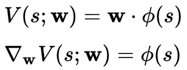 V(s; w) = w · ϕ(s)
∇_w V(s; w) = ϕ(s)